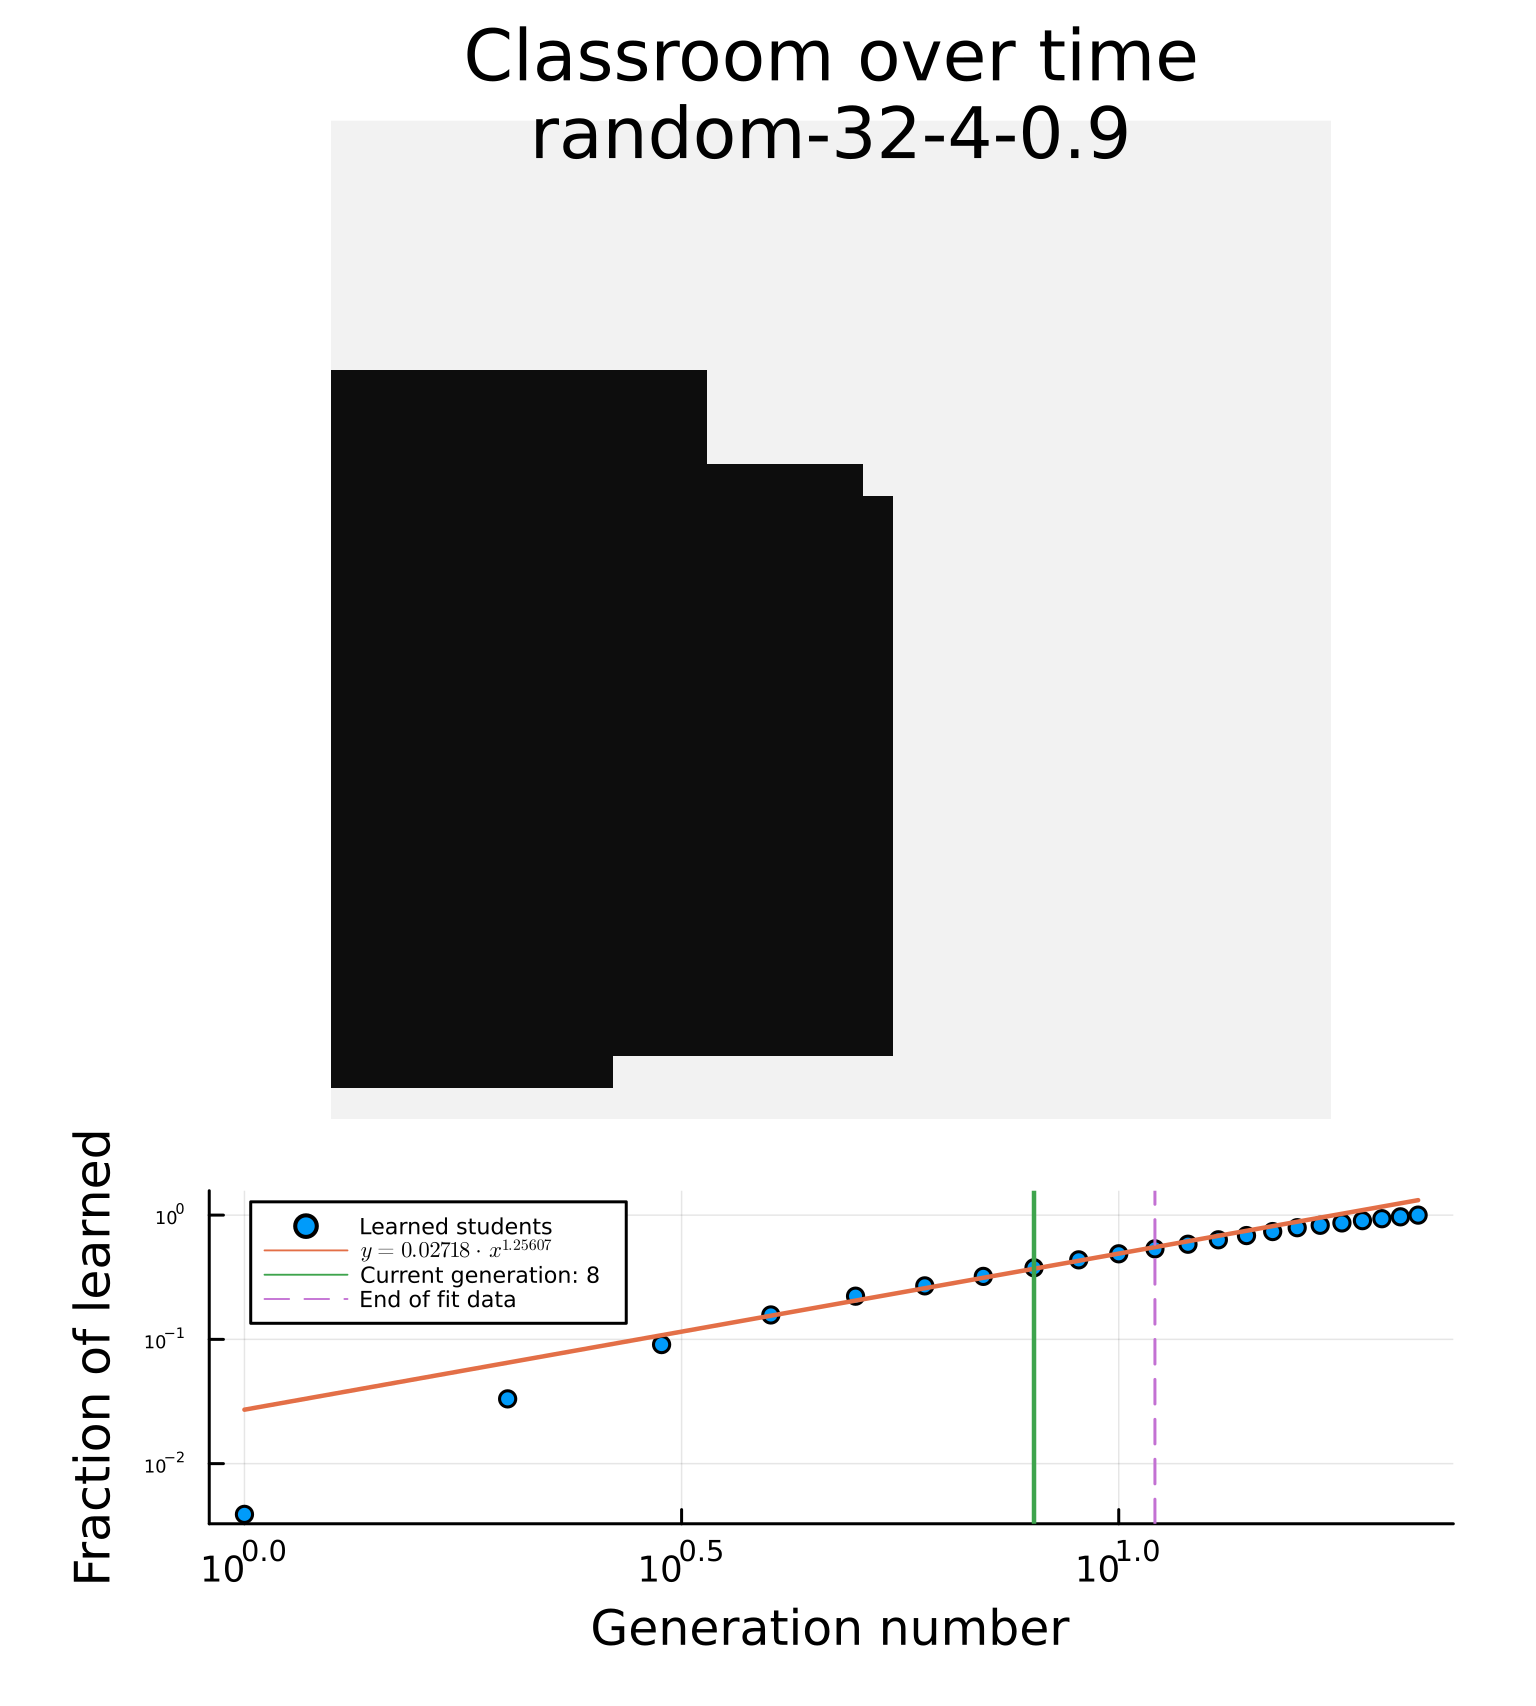 Classroom over time
random-32-4-0.9
Fraction of learned
10⁰
10⁻¹
10⁻²
Learned students
y = 0.02718 · x^1.25607
Current generation: 8
End of fit data
10^0.0
10^0.5
10^1.0
Generation number